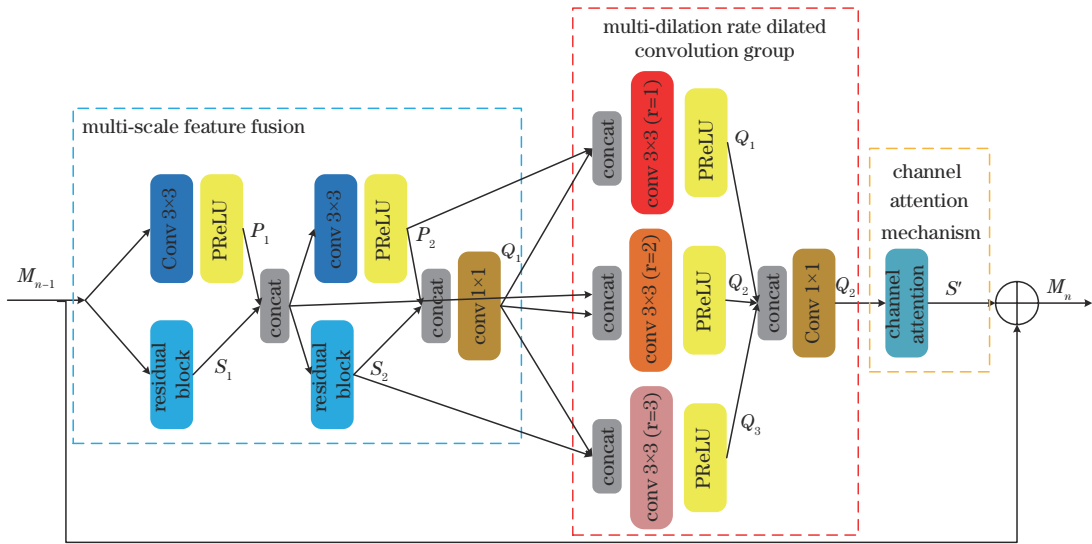 multi-dilation rate dilated
convolution group
multi-scale feature fusion
M_{n-1}
Conv 3×3
PReLU
P_1
residual
block
S_1
concat
conv 3×3
PReLU
P_2
residual
block
S_2
concat
conv 1×1
Q_1
concat
conv 3×3 (r=1)
PReLU
Q_1
concat
conv 3×3 (r=2)
PReLU
Q_2
concat
conv 3×3 (r=3)
PReLU
Q_3
concat
Conv 1×1
Q_2
channel
attention
mechanism
channel
attention
S′
M_n